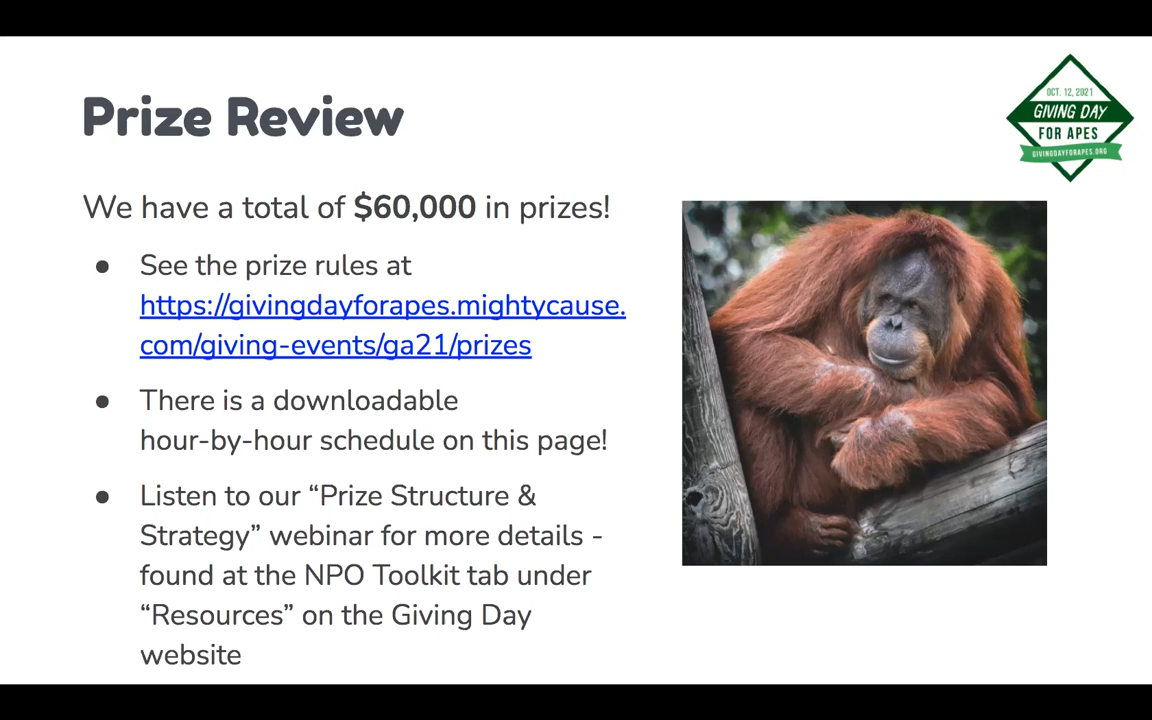 Prize Review
OCT. 12, 2021
GIVING DAY
FOR APES
GIVINGDAYFORAPES.ORG
We have a total of $60,000 in prizes!
● See the prize rules at
https://givingdayforapes.mightycause.
com/giving-events/ga21/prizes
● There is a downloadable
hour-by-hour schedule on this page!
● Listen to our “Prize Structure &
Strategy” webinar for more details -
found at the NPO Toolkit tab under
“Resources” on the Giving Day
website